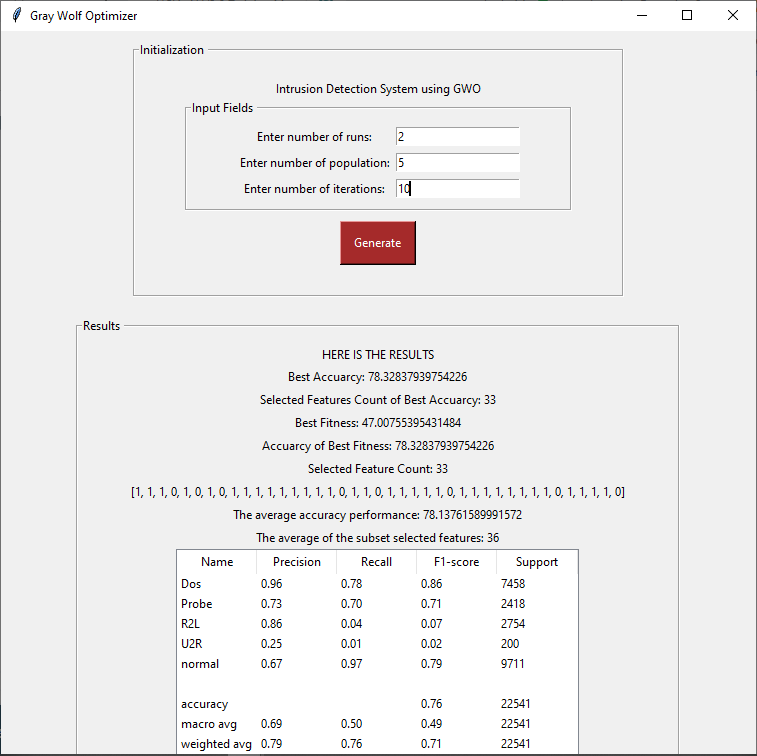 Gray Wolf Optimizer
Initialization
Intrusion Detection System using GWO
Input Fields
Enter number of runs: 2
Enter number of population: 5
Enter number of iterations: 10
Generate
Results
HERE IS THE RESULTS
Best Accuarcy: 78.32837939754226
Selected Features Count of Best Accuarcy: 33
Best Fitness: 47.00755395431484
Accuarcy of Best Fitness: 78.32837939754226
Selected Feature Count: 33
[1, 1, 1, 0, 1, 0, 1, 0, 1, 1, 1, 1, 1, 1, 1, 1, 1, 0, 1, 1, 0, 1, 1, 1, 1, 1, 0, 1, 1, 1, 1, 1, 1, 1, 1, 0, 1, 1, 1, 1, 0]
The average accuracy performance: 78.13761589991572
The average of the subset selected features: 36
Name Precision Recall F1-score Support
Dos 0.96 0.78 0.86 7458
Probe 0.73 0.70 0.71 2418
R2L 0.86 0.04 0.07 2754
U2R 0.25 0.01 0.02 200
normal 0.67 0.97 0.79 9711
accuracy 0.76 22541
macro avg 0.69 0.50 0.49 22541
weighted avg 0.79 0.76 0.71 22541